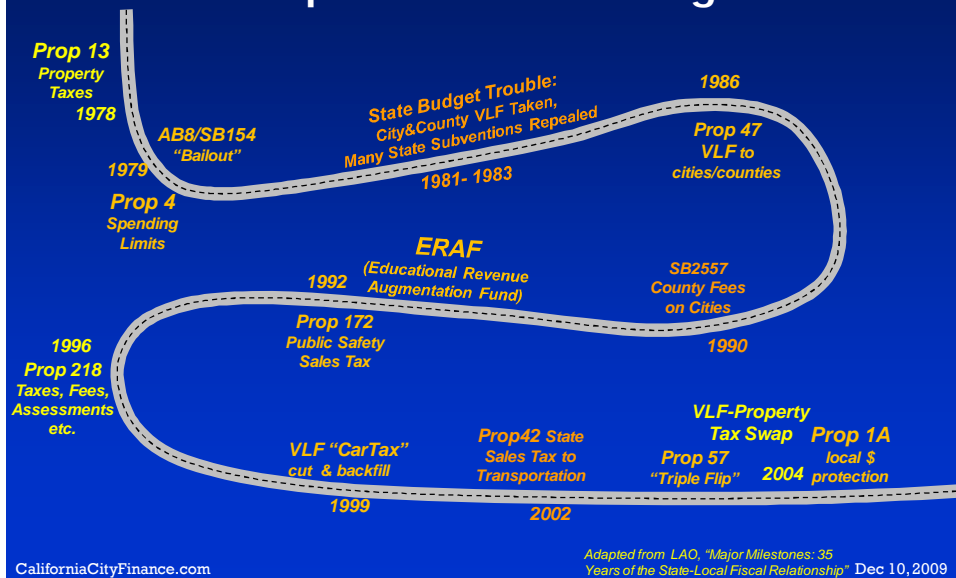 Prop 13
Property
Taxes
1978
AB8/SB154
“Bailout”
1979
Prop 4
Spending
Limits
State Budget Trouble:
City&County VLF Taken,
Many State Subventions Repealed
1981- 1983
1986
Prop 47
VLF to
cities/counties
SB2557
County Fees
on Cities
1990
ERAF
(Educational Revenue
Augmentation Fund)
1992
Prop 172
Public Safety
Sales Tax
1996
Prop 218
Taxes, Fees,
Assessments
etc.
VLF “CarTax”
cut & backfill
1999
Prop42 State
Sales Tax to
Transportation
2002
VLF-Property
Tax Swap
Prop 57
“Triple Flip”
2004
Prop 1A
local $
protection
Adapted from LAO, “Major Milestones: 35
Years of the State-Local Fiscal Relationship”
CaliforniaCityFinance.com
Dec 10, 2009